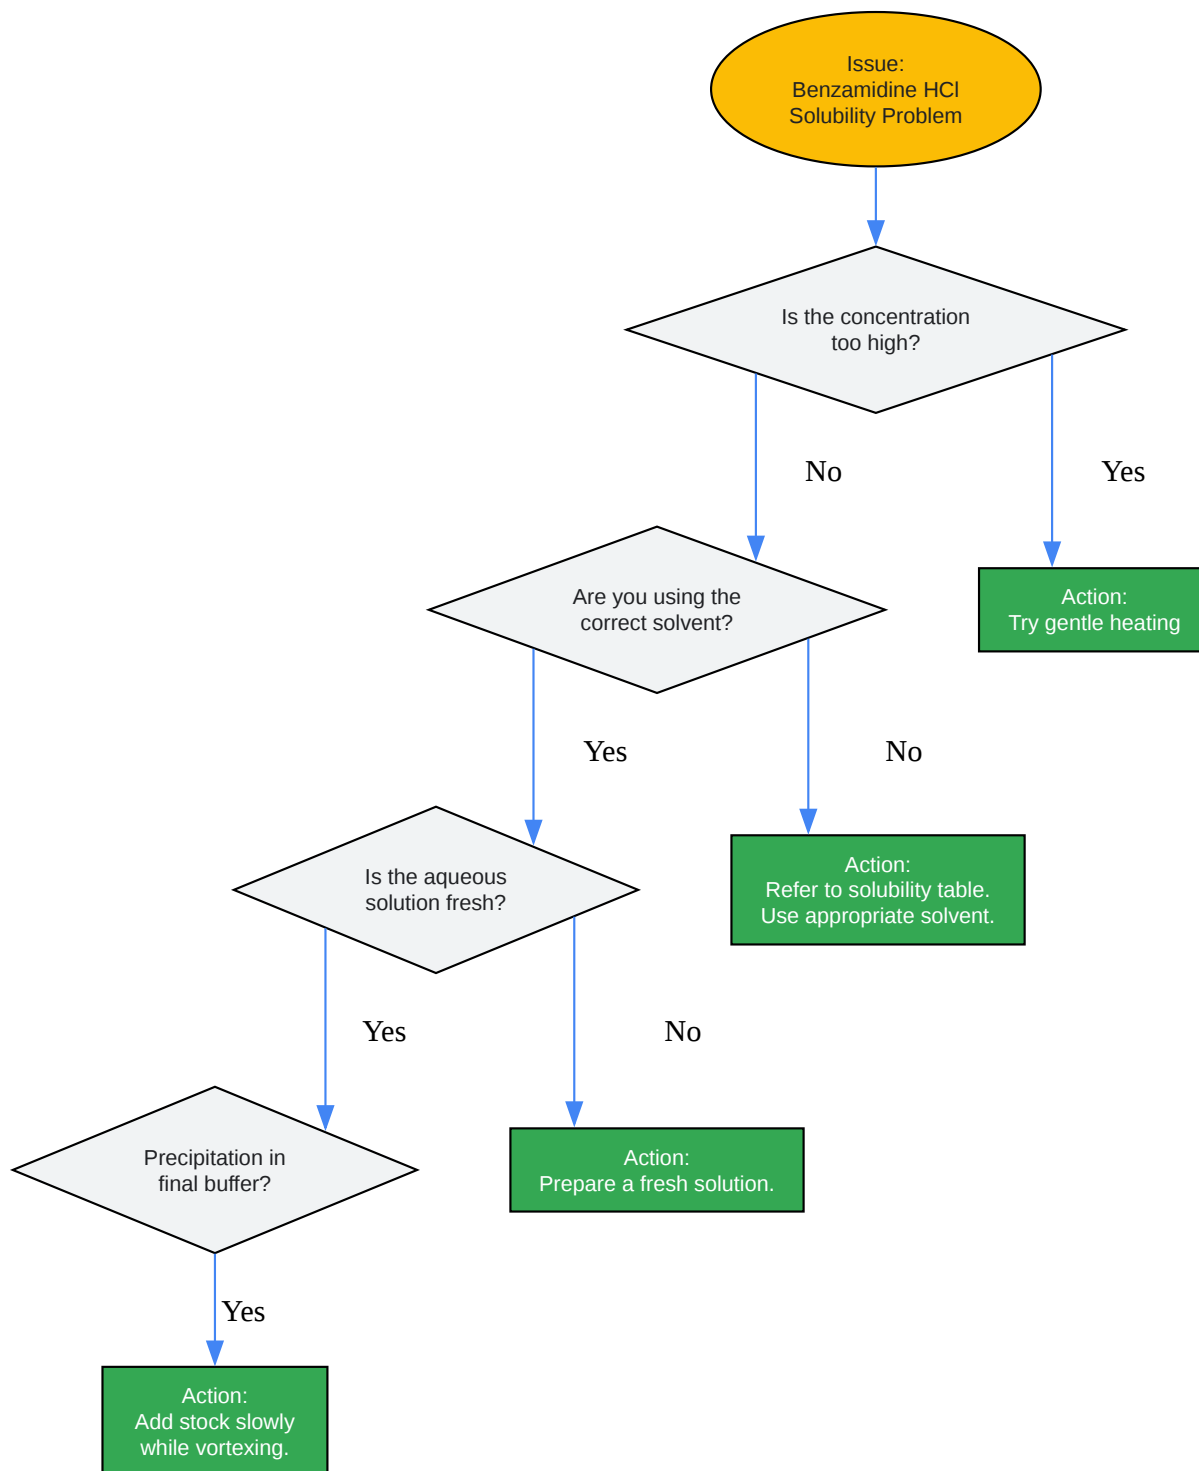 Issue:
Benzamidine HCl
Solubility Problem
Is the concentration
too high?
No
Yes
Are you using the
correct solvent?
Action:
Try gentle heating
Yes
No
Is the aqueous
solution fresh?
Action:
Refer to solubility table.
Use appropriate solvent.
Yes
No
Precipitation in
final buffer?
Action:
Prepare a fresh solution.
Yes
Action:
Add stock slowly
while vortexing.